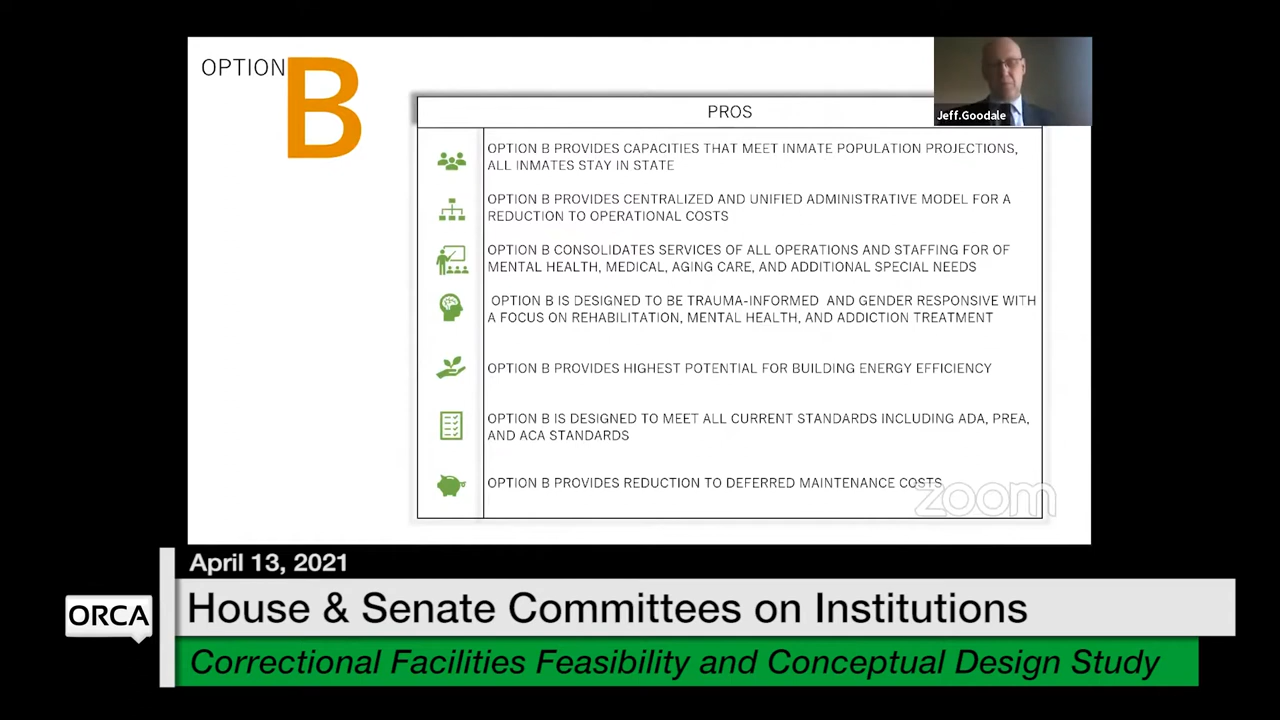 OPTION B
PROS
Jeff.Goodale
OPTION B PROVIDES CAPACITIES THAT MEET INMATE POPULATION PROJECTIONS,
ALL INMATES STAY IN STATE
OPTION B PROVIDES CENTRALIZED AND UNIFIED ADMINISTRATIVE MODEL FOR A
REDUCTION TO OPERATIONAL COSTS
OPTION B CONSOLIDATES SERVICES OF ALL OPERATIONS AND STAFFING FOR OF
MENTAL HEALTH, MEDICAL, AGING CARE, AND ADDITIONAL SPECIAL NEEDS
OPTION B IS DESIGNED TO BE TRAUMA-INFORMED AND GENDER RESPONSIVE WITH
A FOCUS ON REHABILITATION, MENTAL HEALTH, AND ADDICTION TREATMENT
OPTION B PROVIDES HIGHEST POTENTIAL FOR BUILDING ENERGY EFFICIENCY
OPTION B IS DESIGNED TO MEET ALL CURRENT STANDARDS INCLUDING ADA, PREA,
AND ACA STANDARDS
OPTION B PROVIDES REDUCTION TO DEFERRED MAINTENANCE COSTS
zoom
April 13, 2021
ORCA
House & Senate Committees on Institutions
Correctional Facilities Feasibility and Conceptual Design Study